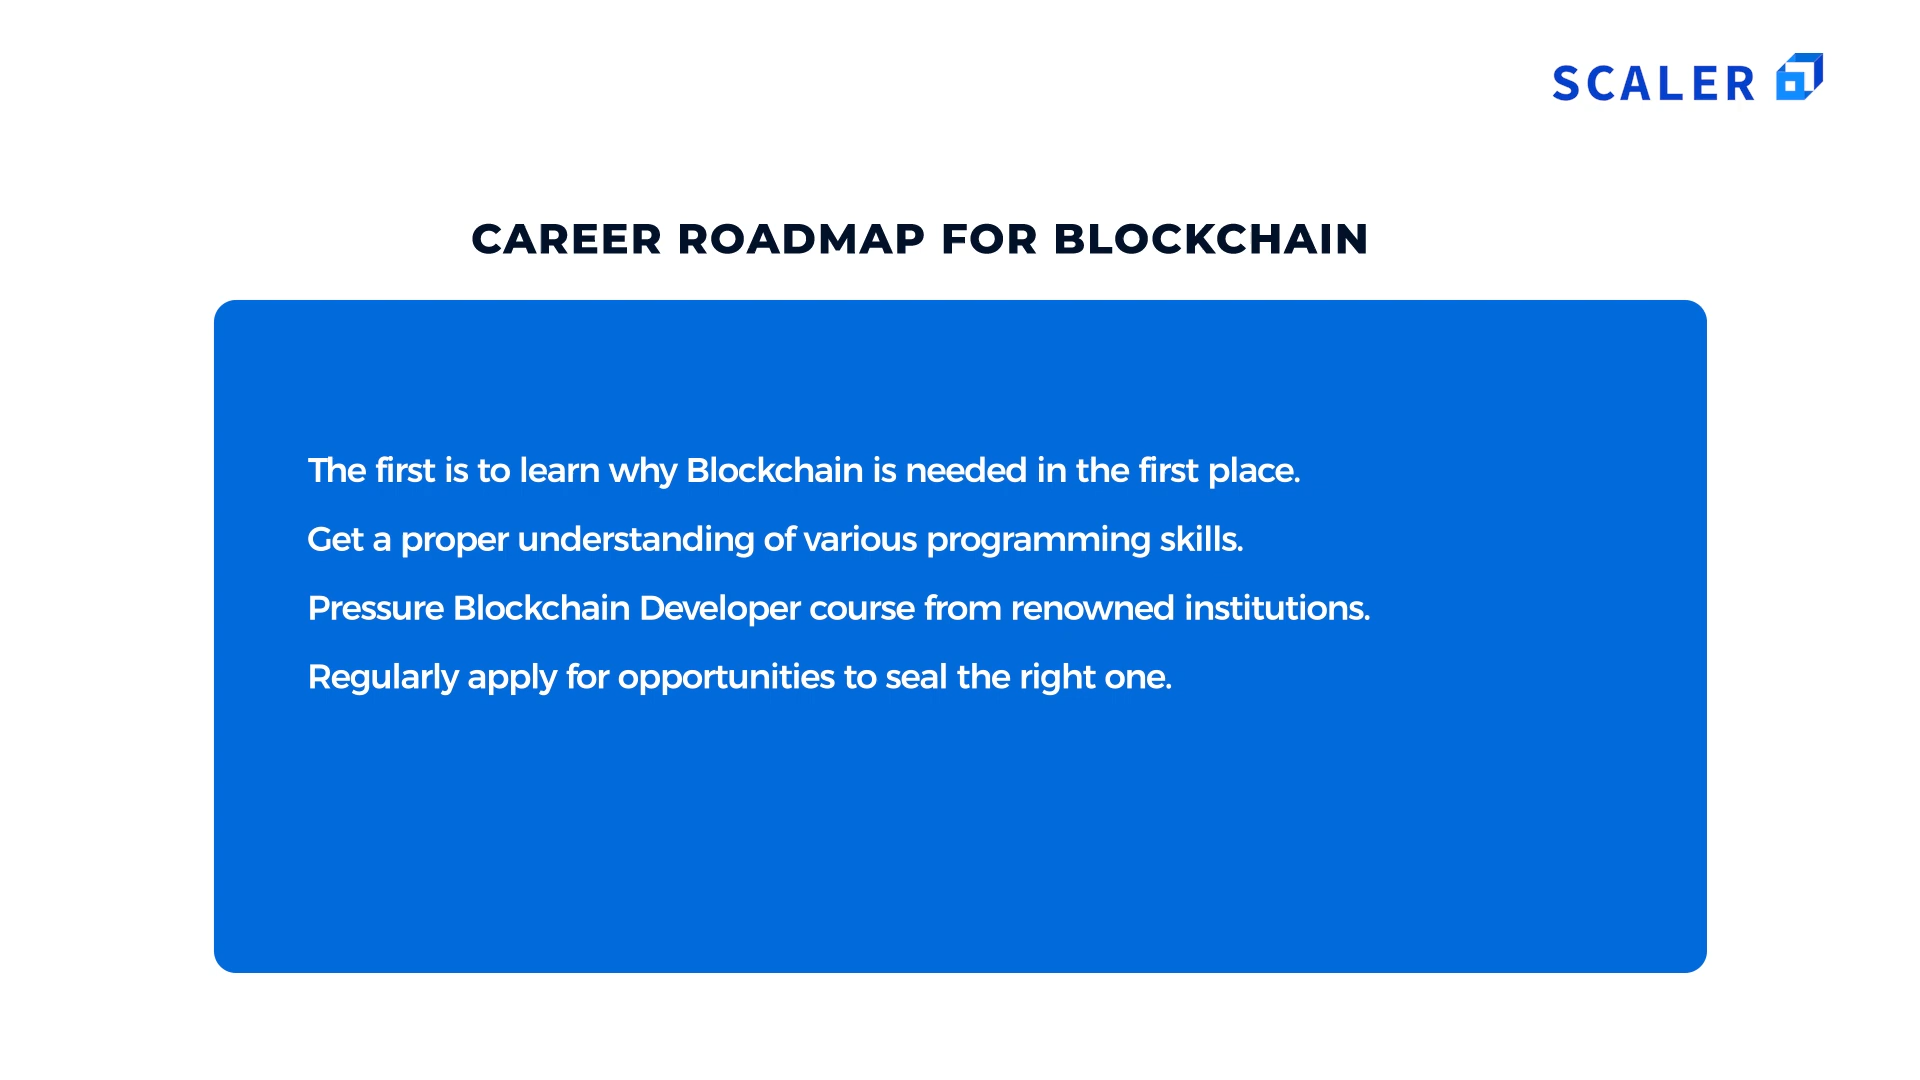 SCALER
CAREER ROADMAP FOR BLOCKCHAIN
The first is to learn why Blockchain is needed in the first place.
Get a proper understanding of various programming skills.
Pressure Blockchain Developer course from renowned institutions.
Regularly apply for opportunities to seal the right one.